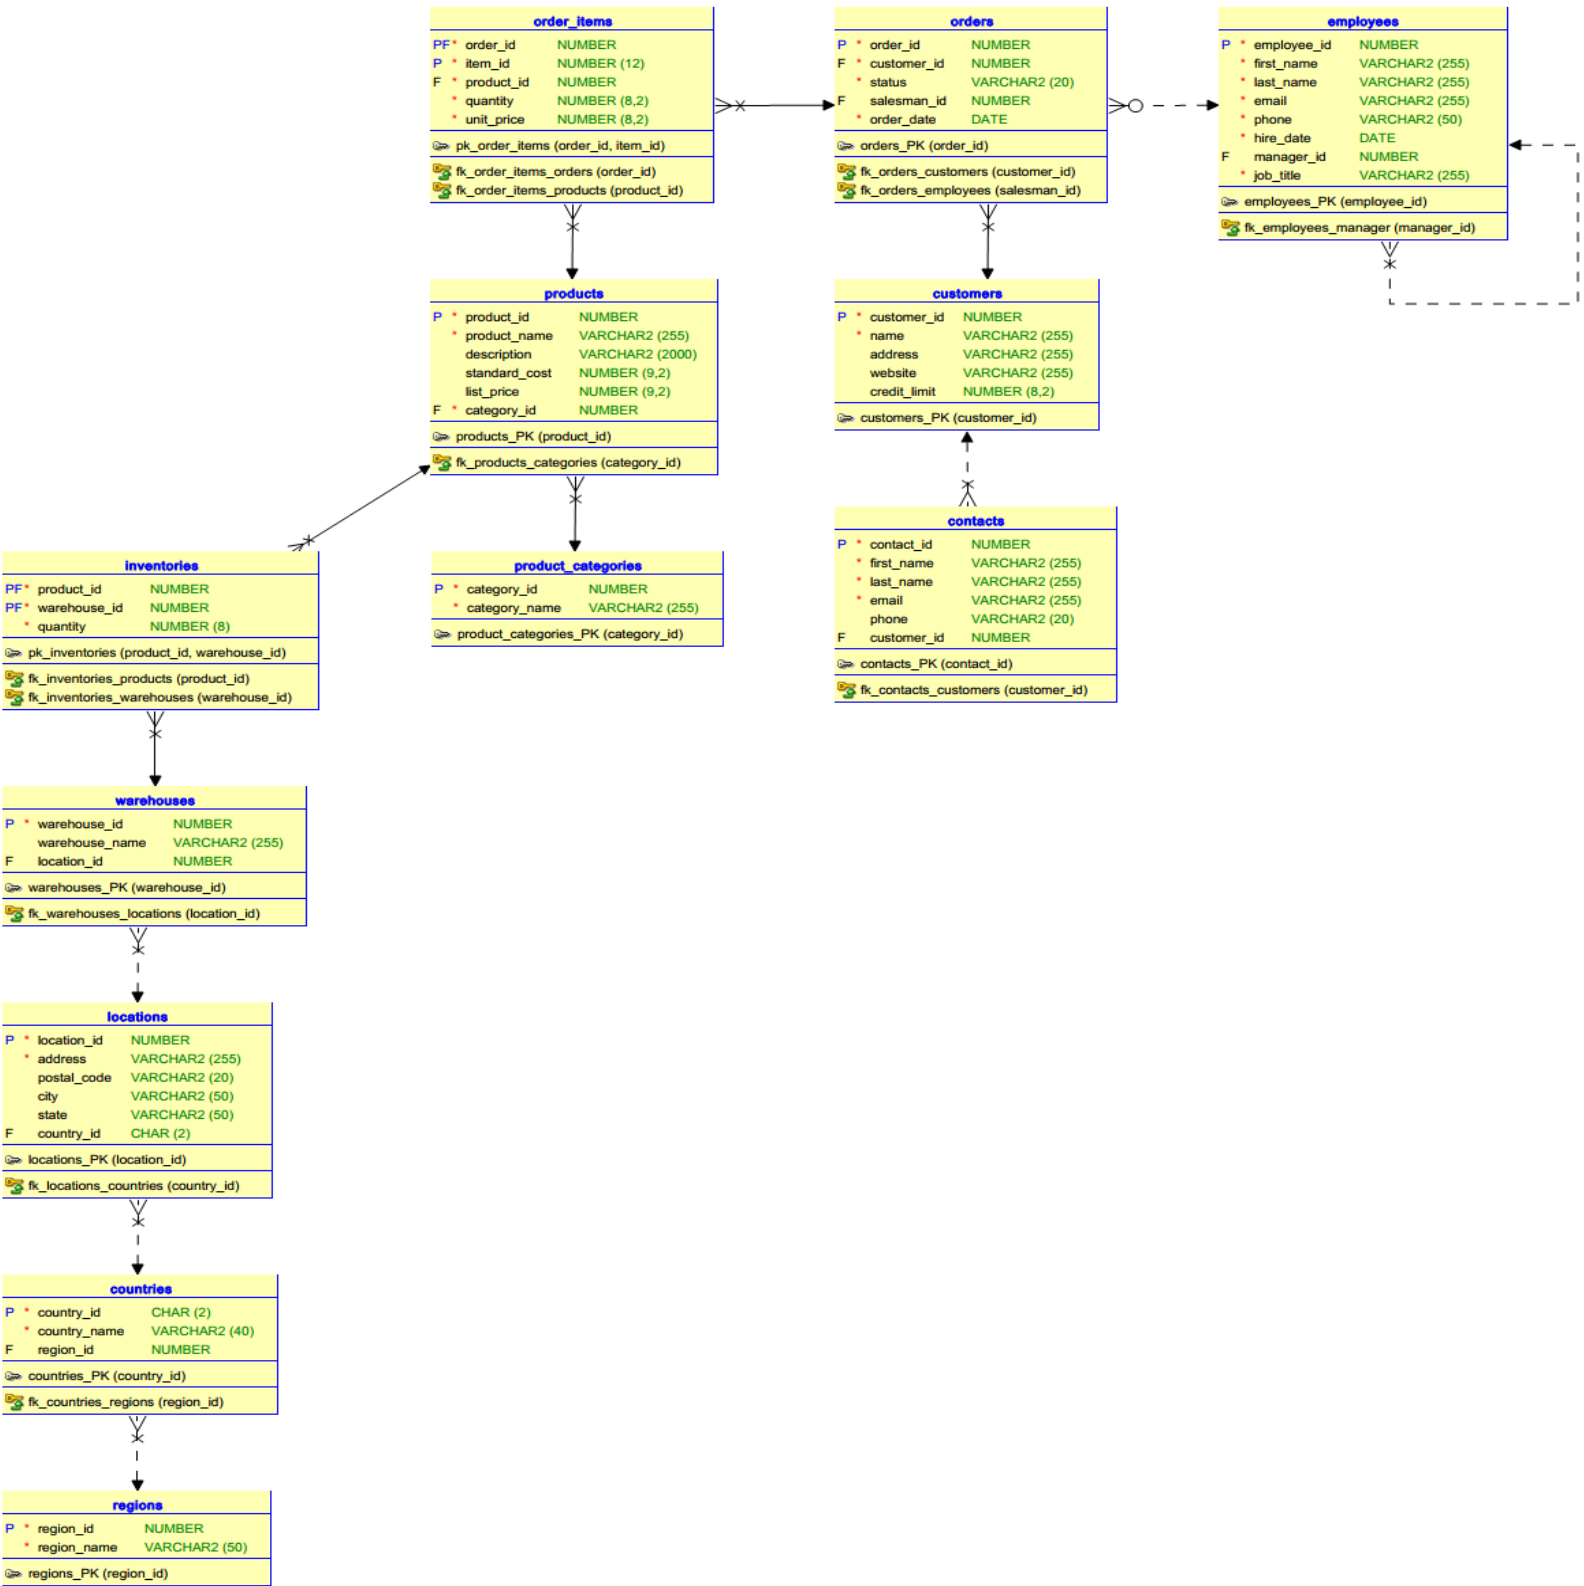 order_items
PF* order_id NUMBER
P * item_id NUMBER (12)
F * product_id NUMBER
* quantity NUMBER (8,2)
* unit_price NUMBER (8,2)
pk_order_items (order_id, item_id)
fk_order_items_orders (order_id)
fk_order_items_products (product_id)
orders
P * order_id NUMBER
F * customer_id NUMBER
* status VARCHAR2 (20)
F salesman_id NUMBER
* order_date DATE
orders_PK (order_id)
fk_orders_customers (customer_id)
fk_orders_employees (salesman_id)
employees
P * employee_id NUMBER
* first_name VARCHAR2 (255)
* last_name VARCHAR2 (255)
* email VARCHAR2 (255)
* phone VARCHAR2 (50)
* hire_date DATE
F manager_id NUMBER
* job_title VARCHAR2 (255)
employees_PK (employee_id)
fk_employees_manager (manager_id)
products
P * product_id NUMBER
* product_name VARCHAR2 (255)
description VARCHAR2 (2000)
standard_cost NUMBER (9,2)
list_price NUMBER (9,2)
F * category_id NUMBER
products_PK (product_id)
fk_products_categories (category_id)
customers
P * customer_id NUMBER
* name VARCHAR2 (255)
address VARCHAR2 (255)
website VARCHAR2 (255)
credit_limit NUMBER (8,2)
customers_PK (customer_id)
contacts
P * contact_id NUMBER
* first_name VARCHAR2 (255)
* last_name VARCHAR2 (255)
* email VARCHAR2 (255)
phone VARCHAR2 (20)
F customer_id NUMBER
contacts_PK (contact_id)
fk_contacts_customers (customer_id)
inventories
PF* product_id NUMBER
PF* warehouse_id NUMBER
* quantity NUMBER (8)
pk_inventories (product_id, warehouse_id)
fk_inventories_products (product_id)
fk_inventories_warehouses (warehouse_id)
product_categories
P * category_id NUMBER
* category_name VARCHAR2 (255)
product_categories_PK (category_id)
warehouses
P * warehouse_id NUMBER
warehouse_name VARCHAR2 (255)
F location_id NUMBER
warehouses_PK (warehouse_id)
fk_warehouses_locations (location_id)
locations
P * location_id NUMBER
* address VARCHAR2 (255)
postal_code VARCHAR2 (20)
city VARCHAR2 (50)
state VARCHAR2 (50)
F country_id CHAR (2)
locations_PK (location_id)
fk_locations_countries (country_id)
countries
P * country_id CHAR (2)
* country_name VARCHAR2 (40)
F region_id NUMBER
countries_PK (country_id)
fk_countries_regions (region_id)
regions
P * region_id NUMBER
* region_name VARCHAR2 (50)
regions_PK (region_id)